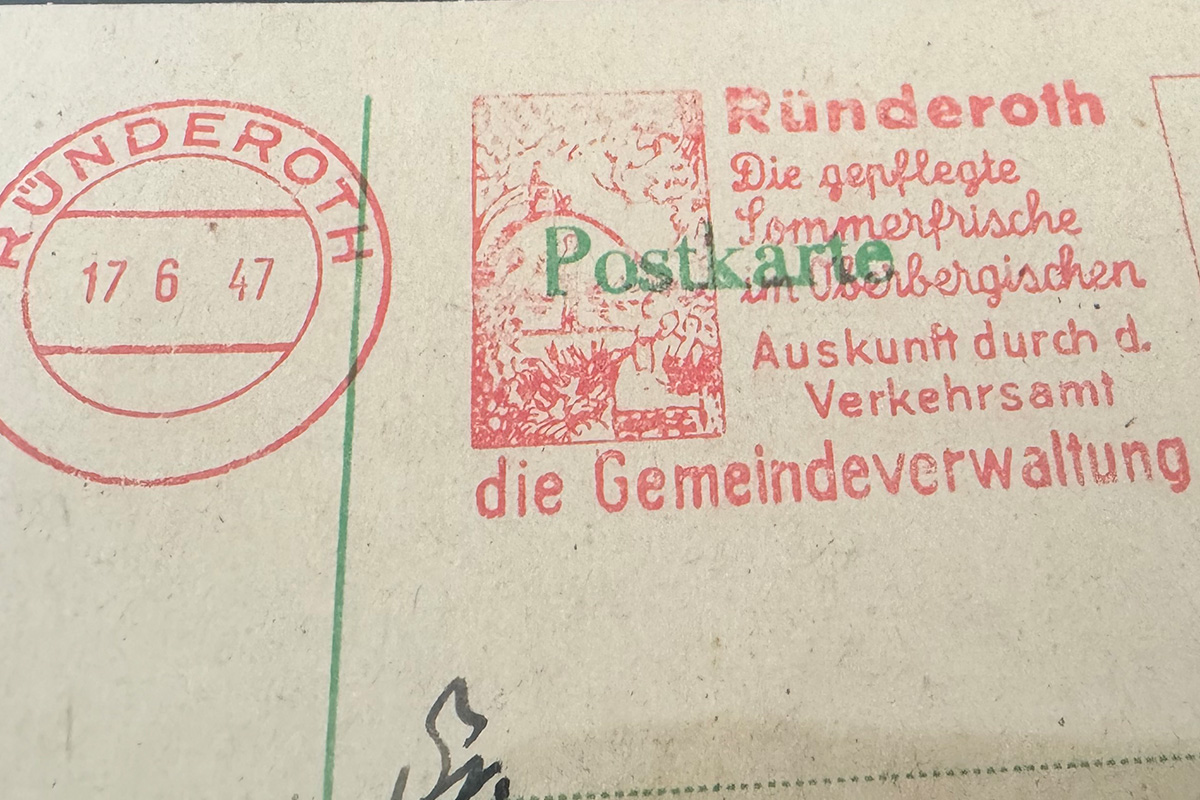 RÜNDEROTH
17 6 47
Ründeroth
Die gepflegte
Sommerfrische
Postkarte
im Oberbergischen
Auskunft durch d.
Verkehrsamt
die Gemeindeverwaltung